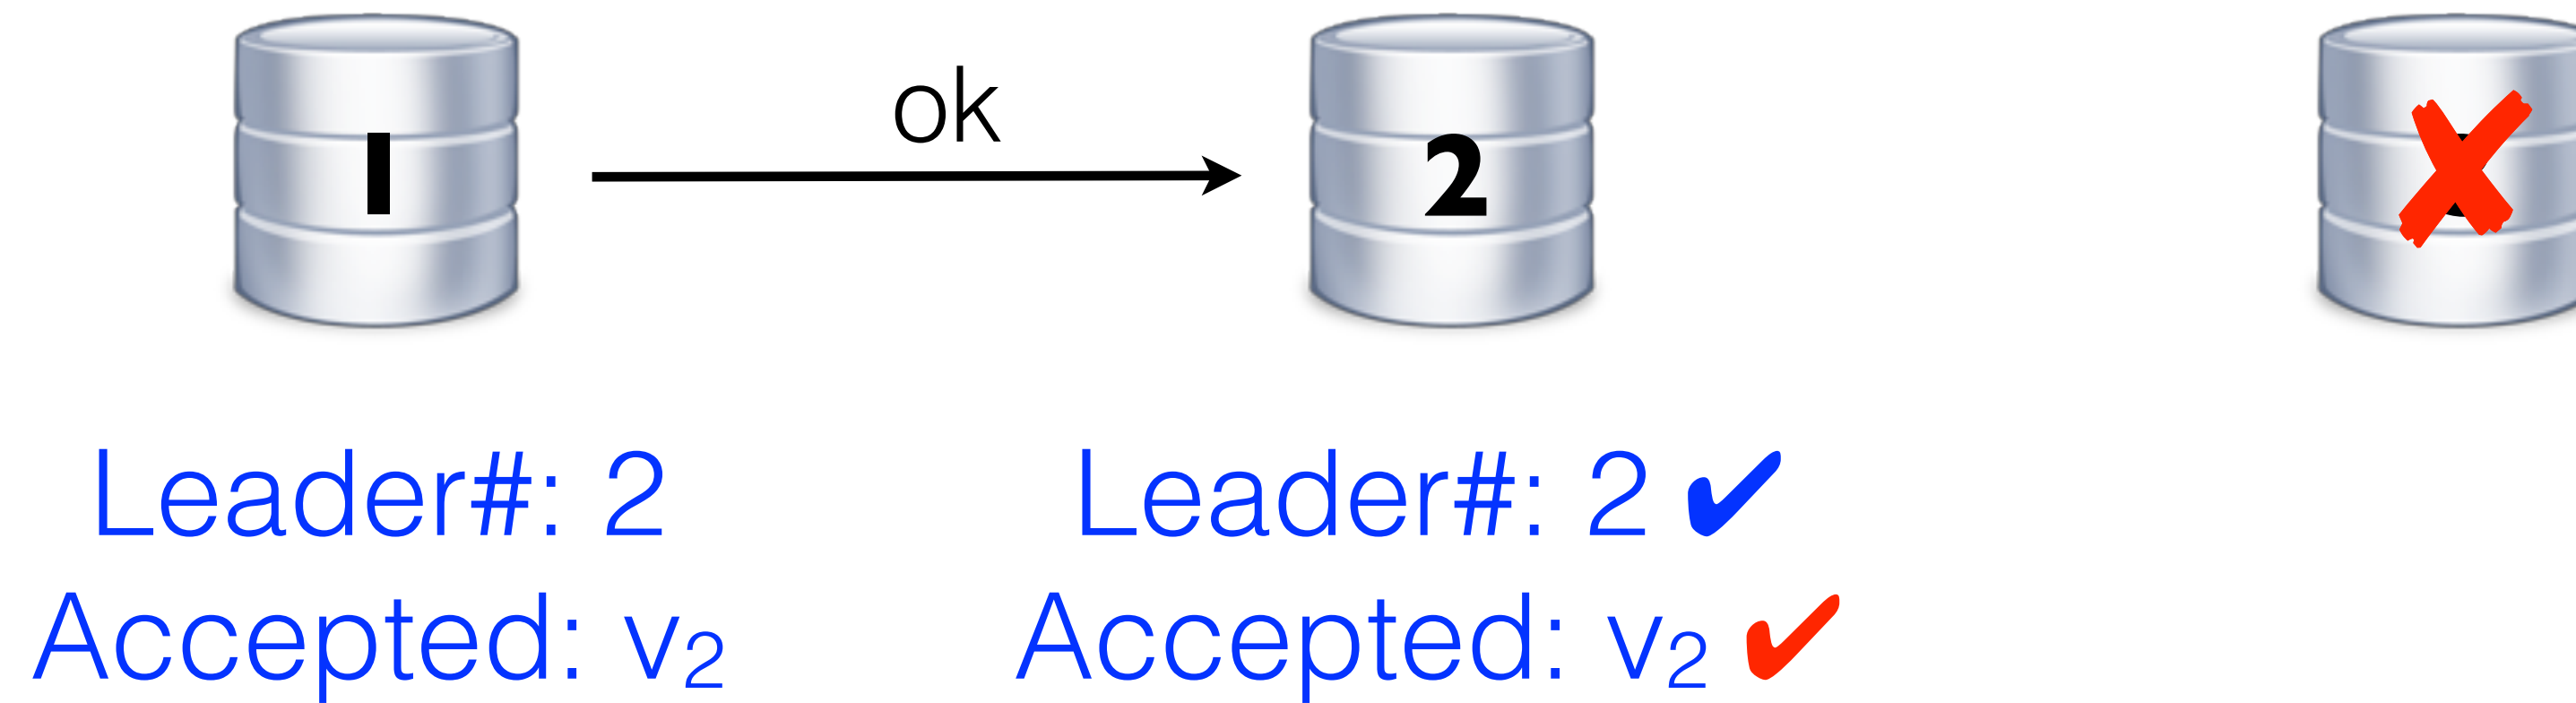 ok
1
2
Leader#: 2
Leader#: 2 ✔
Accepted: v₂
Accepted: v₂ ✔